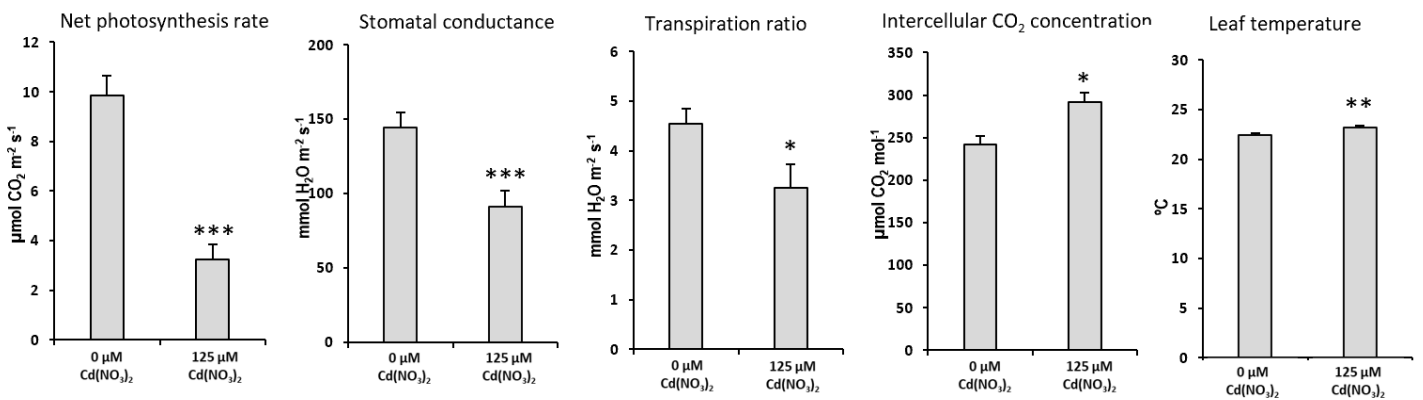 Net photosynthesis rate
12
10
8
6
4
2
0
µmol CO₂ m⁻² s⁻¹
***
0 µM
Cd(NO₃)₂
125 µM
Cd(NO₃)₂
Stomatal conductance
200
150
100
50
0
mmol H₂O m⁻² s⁻¹
***
0 µM
Cd(NO₃)₂
125 µM
Cd(NO₃)₂
Transpiration ratio
6
5
4
3
2
1
0
mmol H₂O m⁻² s⁻¹
*
0 µM
Cd(NO₃)₂
125 µM
Cd(NO₃)₂
Intercellular CO₂ concentration
350
300
250
200
150
100
50
0
µmol CO₂ mol⁻¹
*
0 µM
Cd(NO₃)₂
125 µM
Cd(NO₃)₂
Leaf temperature
30
25
20
15
10
5
0
ºC
**
0 µM
Cd(NO₃)₂
125 µM
Cd(NO₃)₂